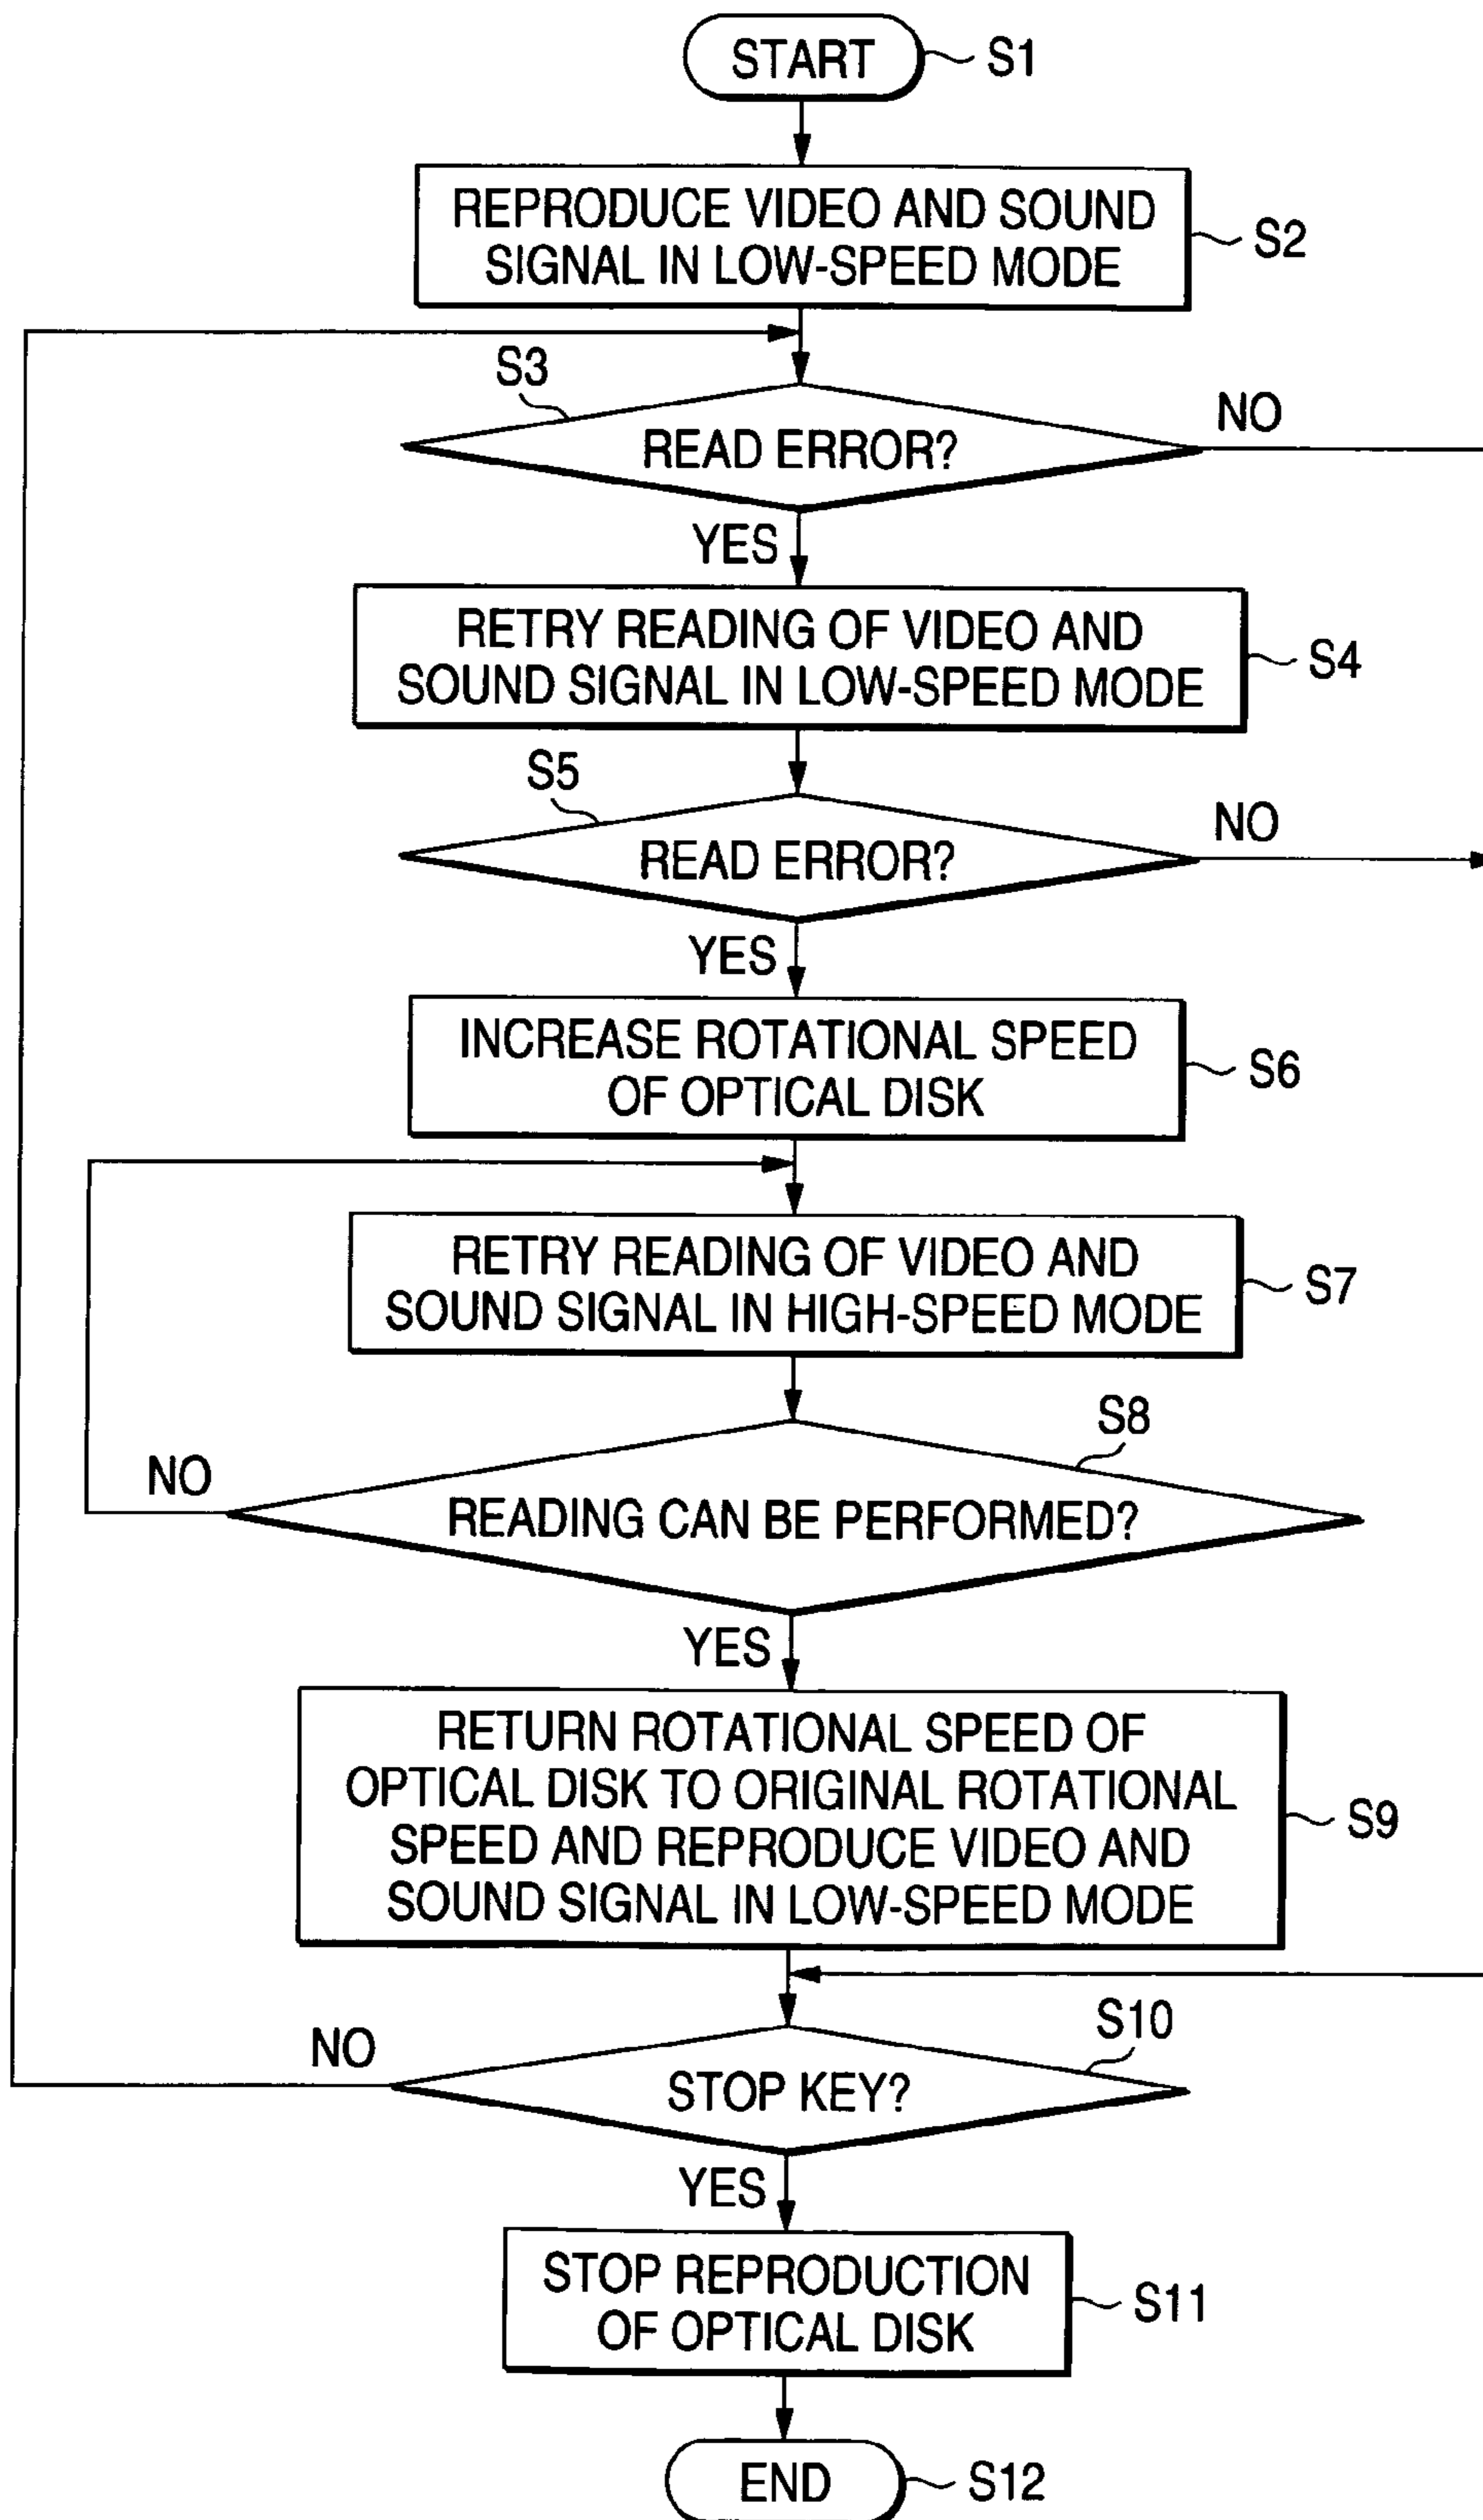 START
S1
REPRODUCE VIDEO AND SOUND
SIGNAL IN LOW-SPEED MODE
S2
S3
READ ERROR?
NO
YES
RETRY READING OF VIDEO AND
SOUND SIGNAL IN LOW-SPEED MODE
S4
S5
READ ERROR?
NO
YES
INCREASE ROTATIONAL SPEED
OF OPTICAL DISK
S6
RETRY READING OF VIDEO AND
SOUND SIGNAL IN HIGH-SPEED MODE
S7
S8
NO
READING CAN BE PERFORMED?
YES
RETURN ROTATIONAL SPEED OF
OPTICAL DISK TO ORIGINAL ROTATIONAL
SPEED AND REPRODUCE VIDEO AND
SOUND SIGNAL IN LOW-SPEED MODE
S9
S10
NO
STOP KEY?
YES
STOP REPRODUCTION
OF OPTICAL DISK
S11
END
S12